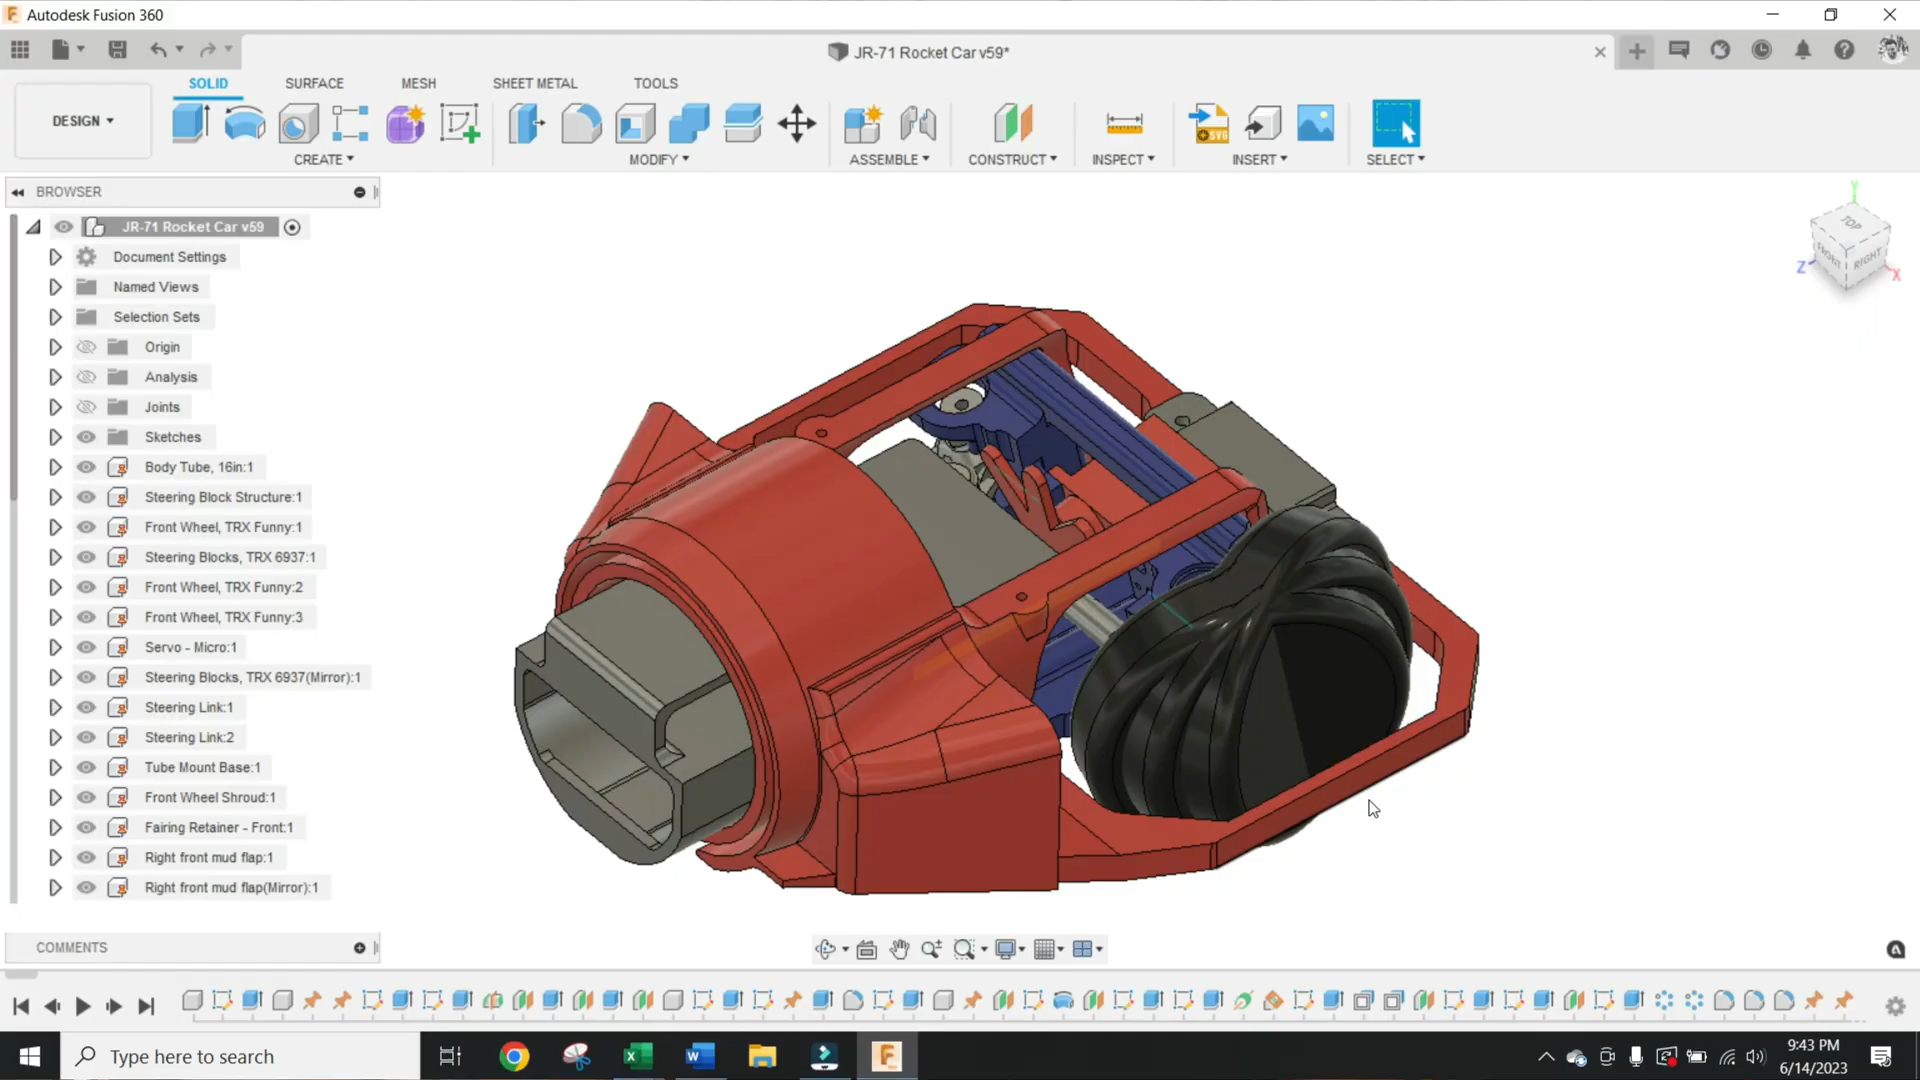 Autodesk Fusion 360
JR-71 Rocket Car v59*
SOLID
SURFACE
MESH
SHEET METAL
TOOLS
DESIGN
CREATE
MODIFY
ASSEMBLE
CONSTRUCT
INSPECT
SVG
INSERT
SELECT
BROWSER
JR-71 Rocket Car v59
Document Settings
Named Views
Selection Sets
Origin
Analysis
Joints
Sketches
Body Tube, 16in:1
Steering Block Structure:1
Front Wheel, TRX Funny:1
Steering Blocks, TRX 6937:1
Front Wheel, TRX Funny:2
Front Wheel, TRX Funny:3
Servo - Micro:1
Steering Blocks, TRX 6937(Mirror):1
Steering Link:1
Steering Link:2
Tube Mount Base:1
Front Wheel Shroud:1
Fairing Retainer - Front:1
Right front mud flap:1
Right front mud flap(Mirror):1
Y
TOP
FRONT
RIGHT
Z
X
COMMENTS
Type here to search
9:43 PM
6/14/2023